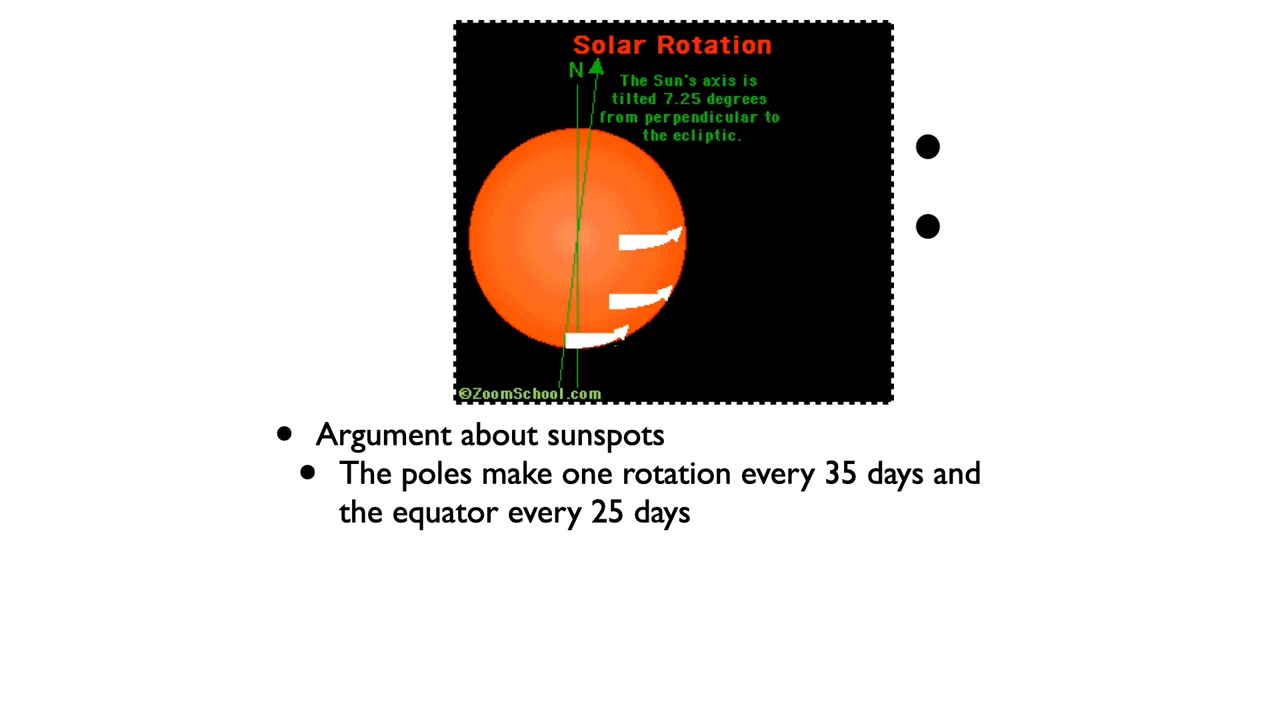 Solar Rotation
N
The Sun's axis is
tilted 7.25 degrees
from perpendicular to
the ecliptic.
©ZoomSchool.com
• Argument about sunspots
• The poles make one rotation every 35 days and
the equator every 25 days